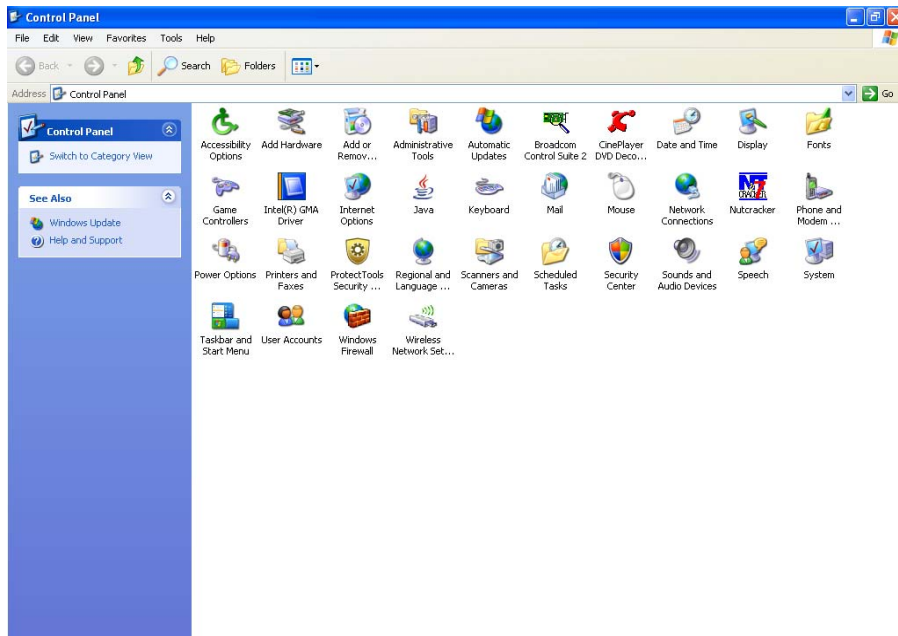 Control Panel
File Edit View Favorites Tools Help
Back Search Folders
Address Control Panel Go
Control Panel
Switch to Category View
See Also
Windows Update
Help and Support
Accessibility Add Hardware Add or Administrative Automatic Broadcom CinePlayer Date and Time Display Fonts
Options Remov... Tools Updates Control Suite 2 DVD Deco...
Game Intel(R) GMA Internet Java Keyboard Mail Mouse Network Nutcracker Phone and
Controllers Driver Options Connections Modem ...
Power Options Printers and ProtectTools Regional and Scanners and Scheduled Security Sounds and Speech System
Faxes Security ... Language ... Cameras Tasks Center Audio Devices
Taskbar and User Accounts Windows Wireless
Start Menu Firewall Network Set...